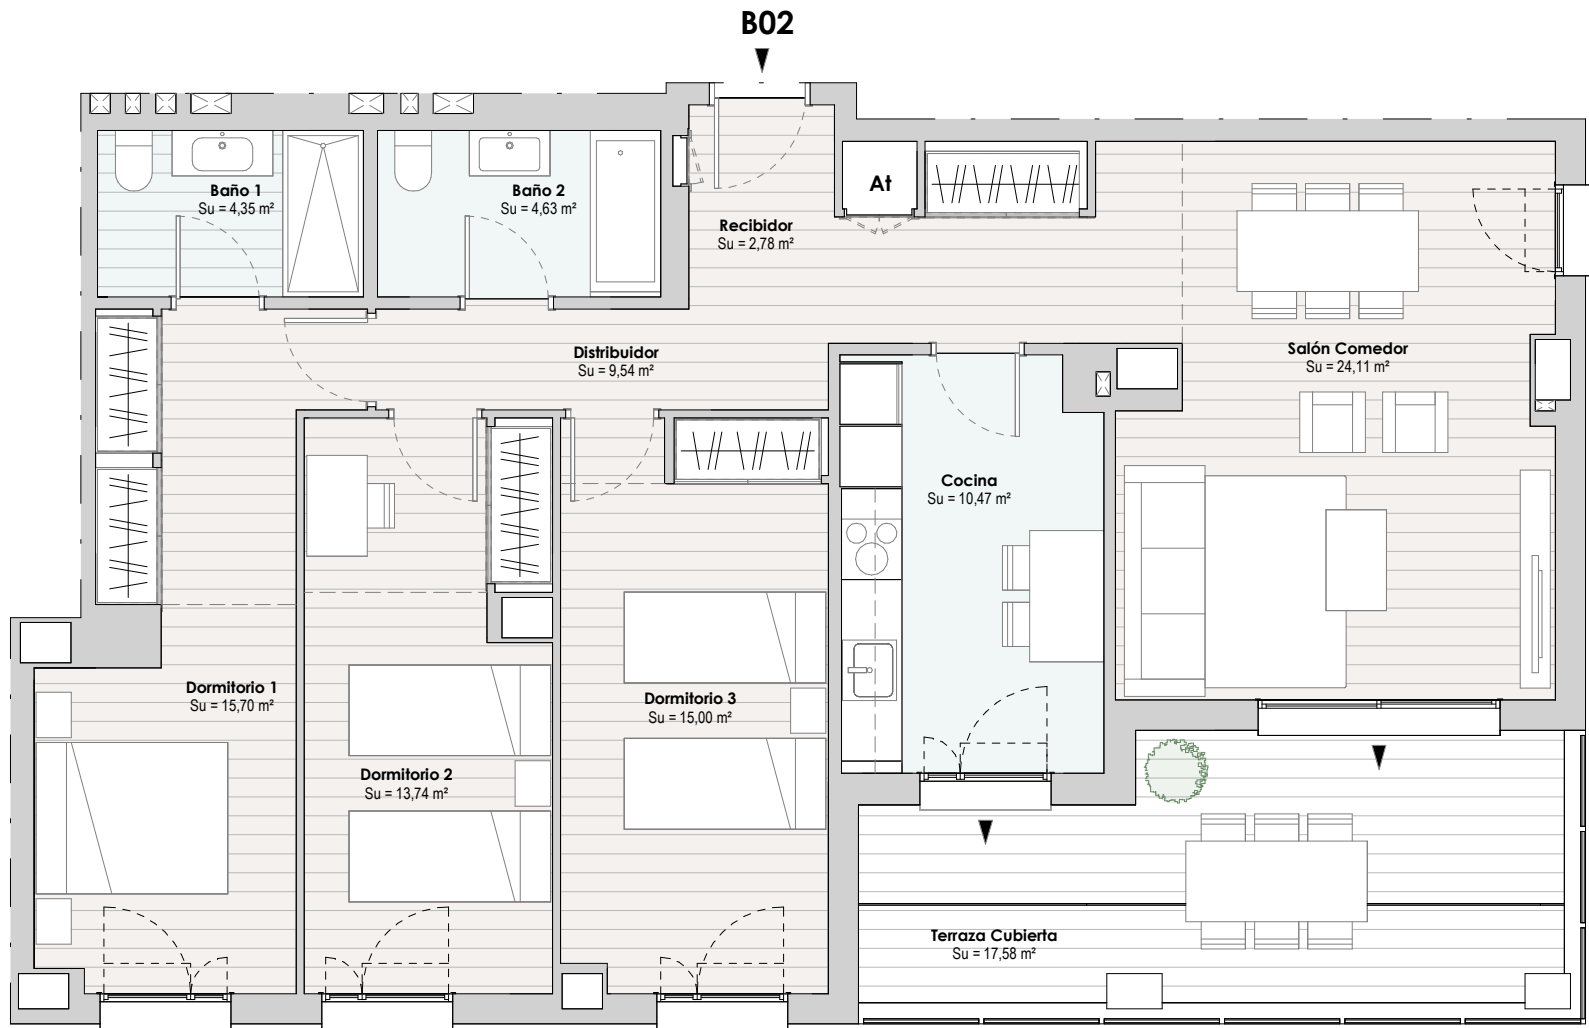 B02
Baño 1
Su = 4,35 m²
Baño 2
Su = 4,63 m²
At
Recibidor
Su = 2,78 m²
Distribuidor
Su = 9,54 m²
Salón Comedor
Su = 24,11 m²
Cocina
Su = 10,47 m²
Dormitorio 1
Su = 15,70 m²
Dormitorio 3
Su = 15,00 m²
Dormitorio 2
Su = 13,74 m²
Terraza Cubierta
Su = 17,58 m²